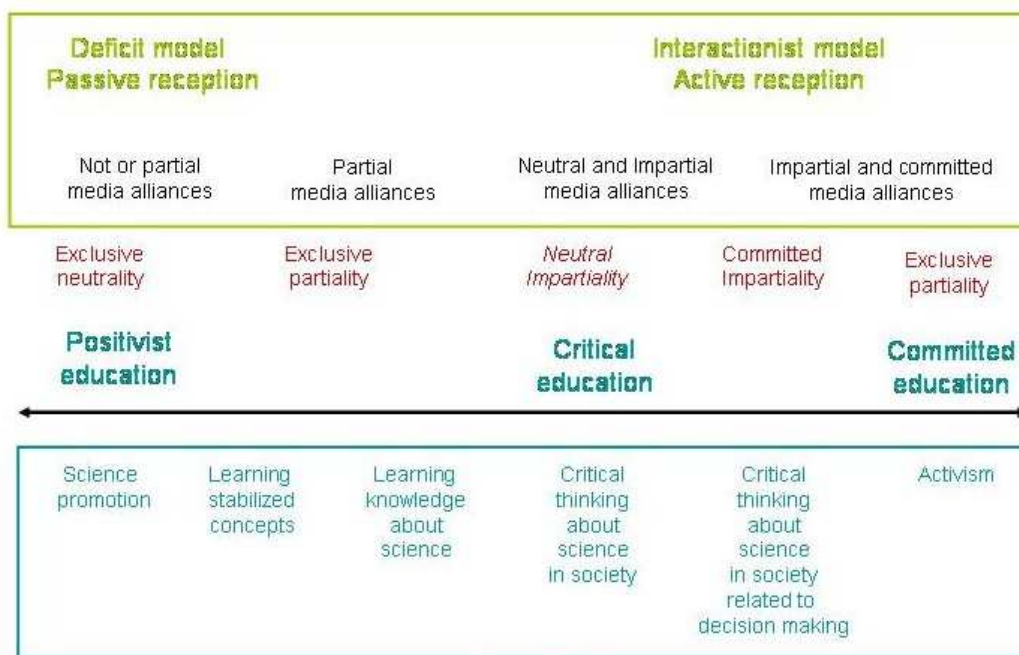 Deficit model
Passive reception
Interactionist model
Active reception
Not or partial
media alliances
Partial
media alliances
Neutral and Impartial
media alliances
Impartial and committed
media alliances
Exclusive
neutrality
Exclusive
partiality
Neutral
Impartiality
Committed
Impartiality
Exclusive
partiality
Positivist
education
Critical
education
Committed
education
Science
promotion
Learning
stabilized
concepts
Learning
knowledge
about
science
Critical
thinking
about
science
in society
Critical
thinking
about
science
in society
related to
decision making
Activism